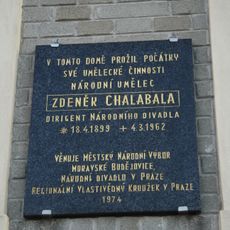 V TOMTO DOMĚ PROŽIL POČÁTKY
SVÉ UMĚLECKÉ ČINNOSTI
NÁRODNÍ UMĚLEC
ZDENĚK CHALABALA
DIRIGENT NÁRODNÍHO DIVADLA
* 18.4.1899 + 4.3.1962
VĚNUJE MĚSTSKÝ NÁRODNÍ VÝBOR
MORAVSKÉ BUDĚJOVICE,
NÁRODNÍ DIVADLO V PRAZE
REGIONÁLNÍ VLASTIVĚDNÝ KROUŽEK V PRAZE
1974